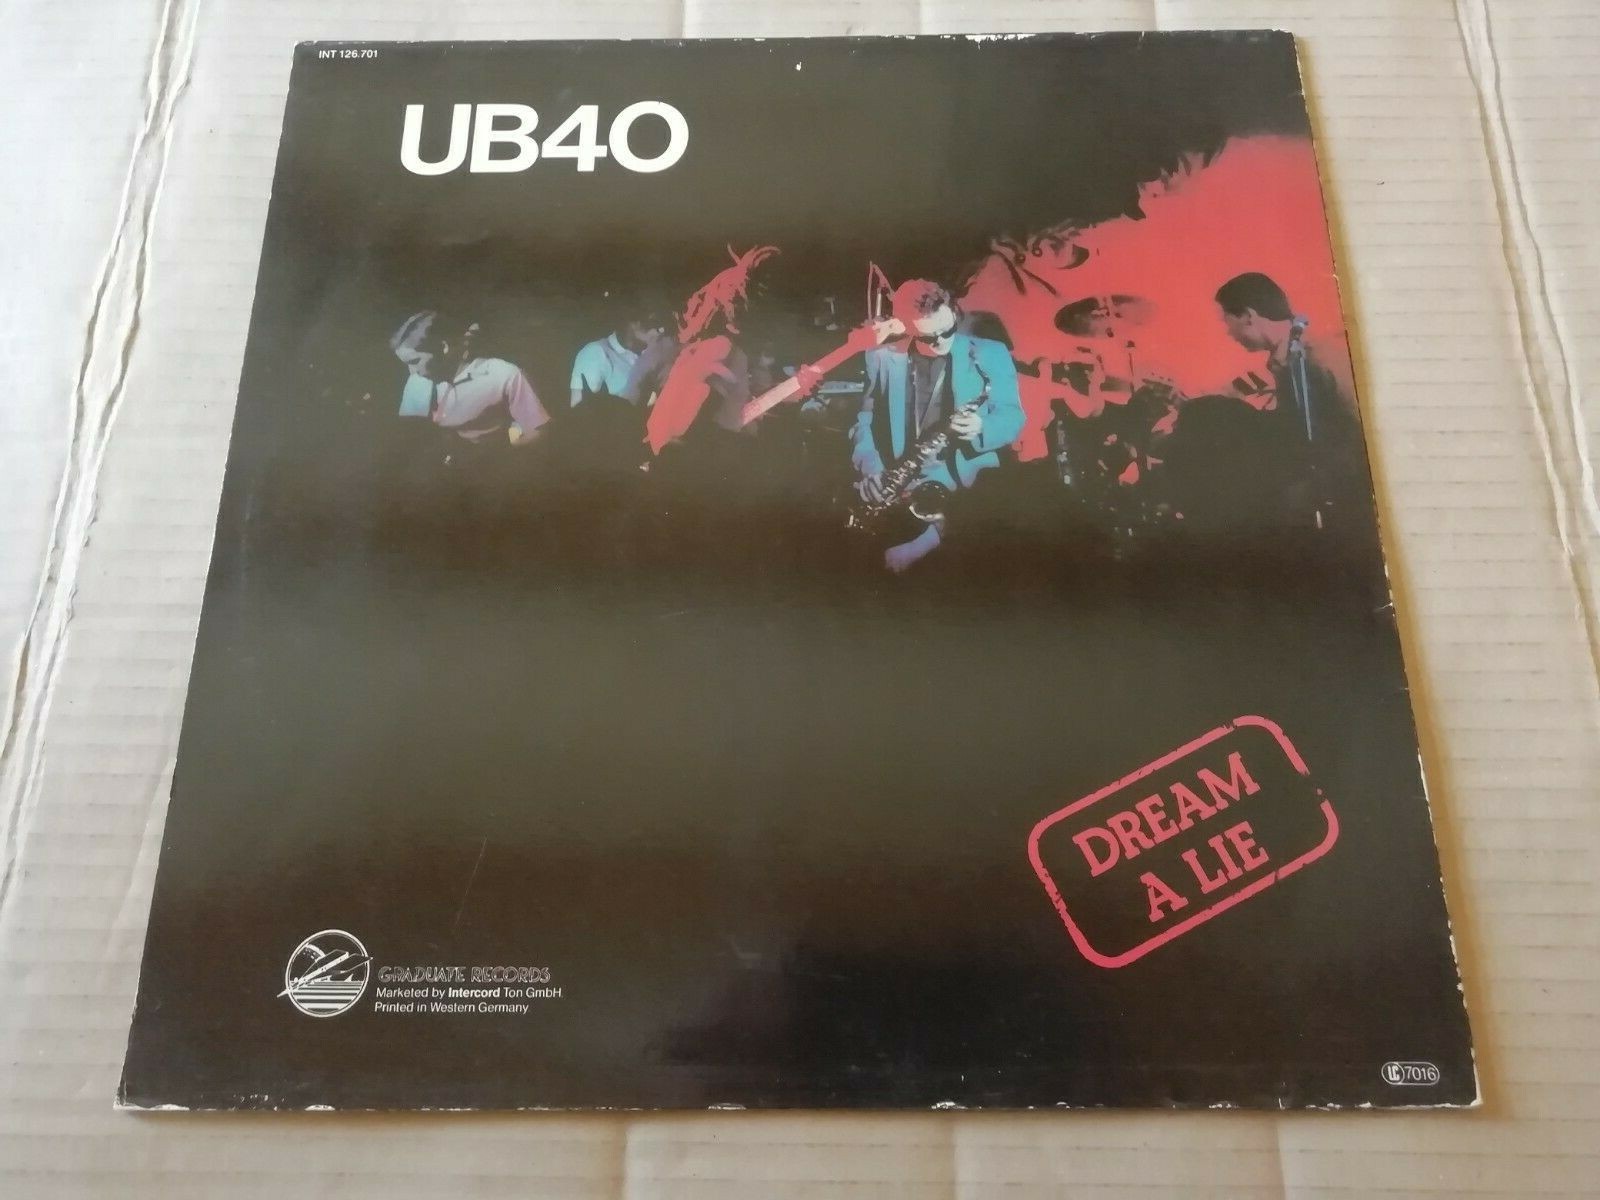 INT 126.701
UB40
DREAM
A LIE
GRADUATE RECORDS
Marketed by Intercord Ton GmbH.
Printed in Western Germany
LC 7016